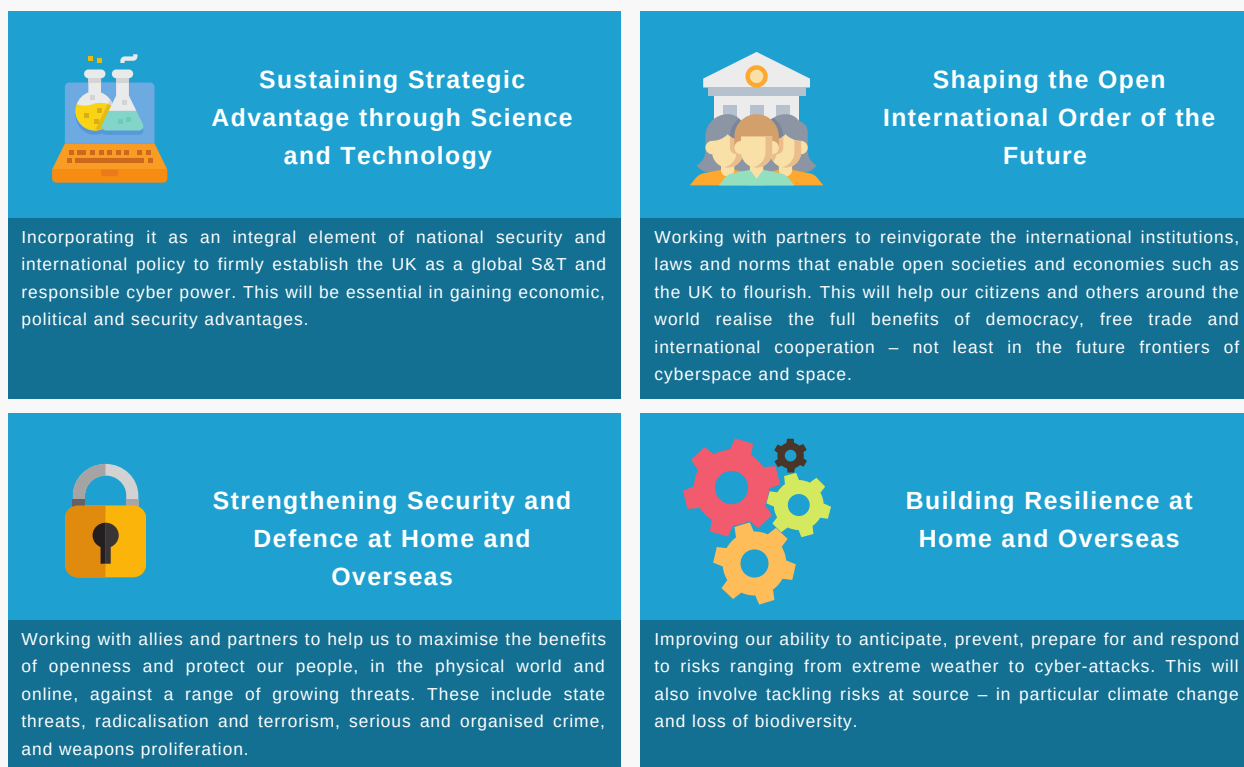 Sustaining Strategic
Advantage through Science
and Technology
Incorporating it as an integral element of national security and
international policy to firmly establish the UK as a global S&T and
responsible cyber power. This will be essential in gaining economic,
political and security advantages.
Shaping the Open
International Order of the
Future
Working with partners to reinvigorate the international institutions,
laws and norms that enable open societies and economies such as
the UK to flourish. This will help our citizens and others around the
world realise the full benefits of democracy, free trade and
international cooperation – not least in the future frontiers of
cyberspace and space.
Strengthening Security and
Defence at Home and
Overseas
Working with allies and partners to help us to maximise the benefits
of openness and protect our people, in the physical world and
online, against a range of growing threats. These include state
threats, radicalisation and terrorism, serious and organised crime,
and weapons proliferation.
Building Resilience at
Home and Overseas
Improving our ability to anticipate, prevent, prepare for and respond
to risks ranging from extreme weather to cyber-attacks. This will
also involve tackling risks at source – in particular climate change
and loss of biodiversity.